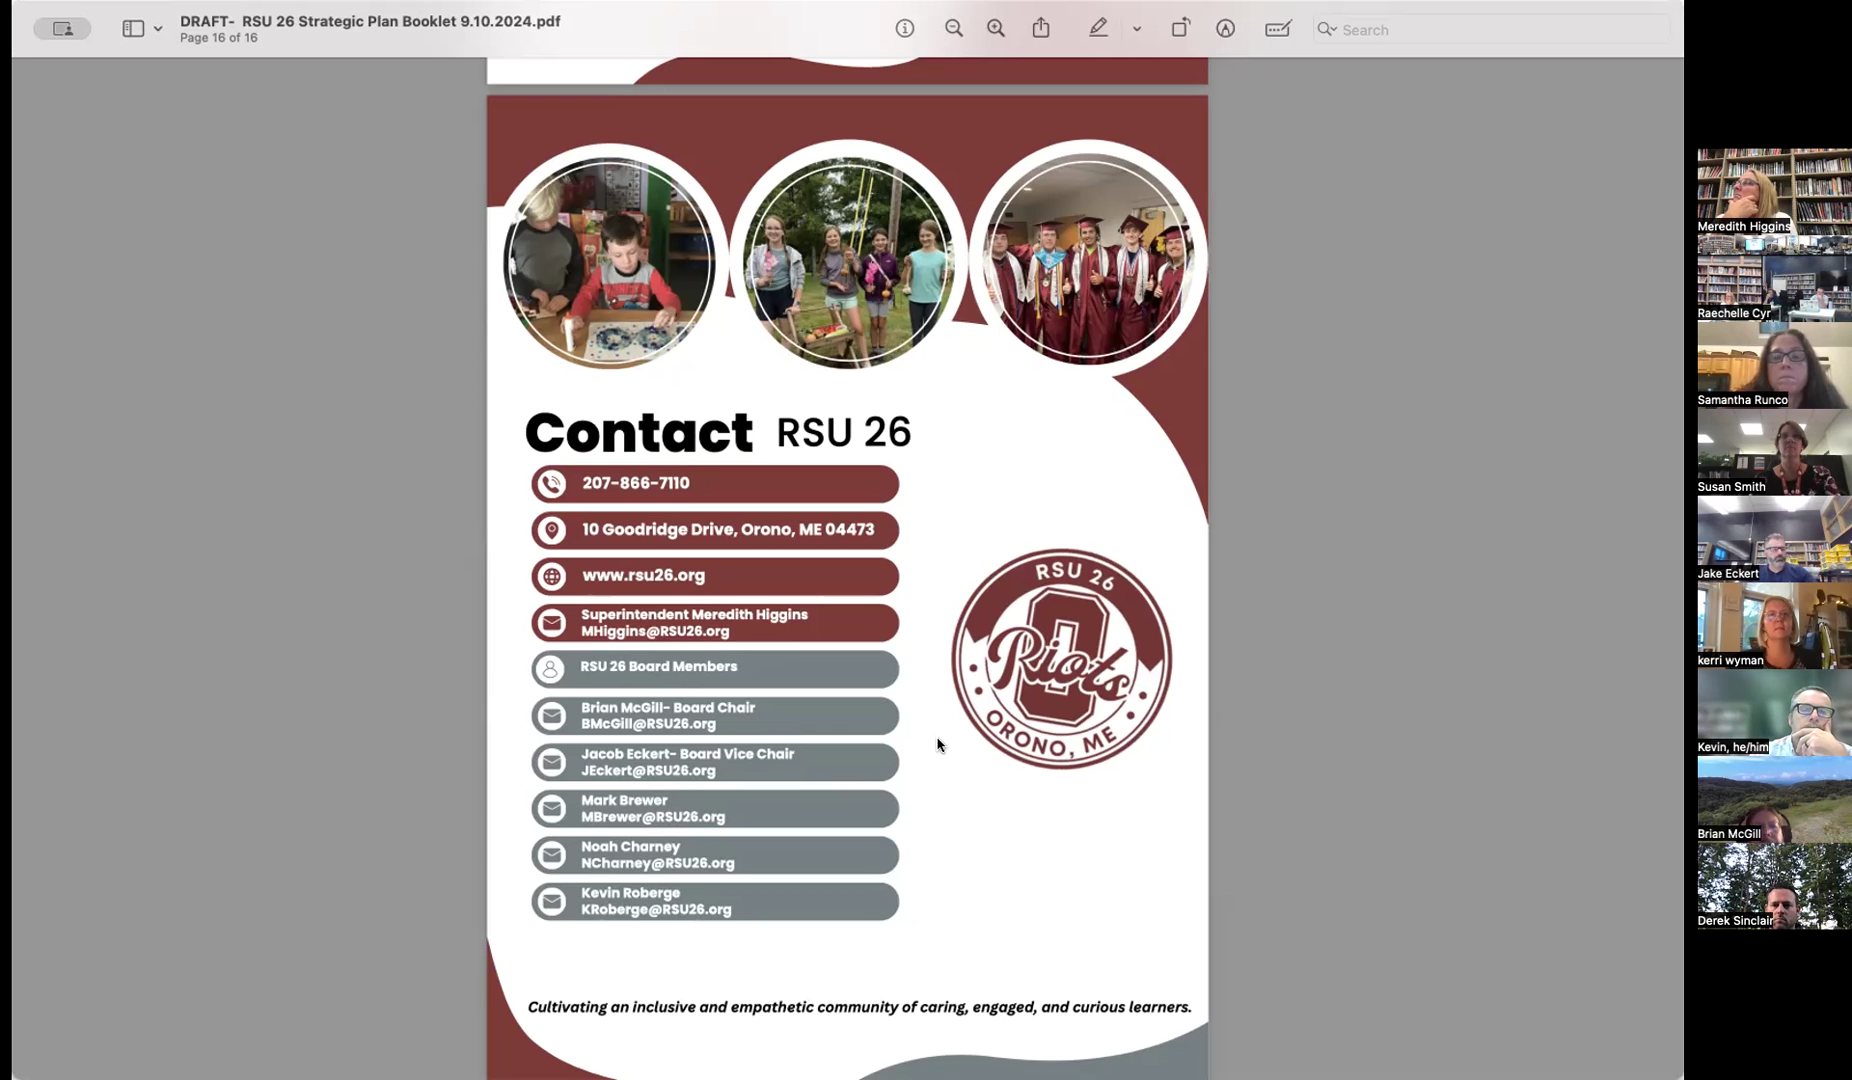 DRAFT-  RSU 26 Strategic Plan Booklet 9.10.2024.pdf
Page 16 of 16
Search
Contact RSU 26
207-866-7110
10 Goodridge Drive, Orono, ME 04473
www.rsu26.org
Superintendent Meredith Higgins
MHiggins@RSU26.org
RSU 26 Board Members
Brian McGill- Board Chair
BMcGill@RSU26.org
Jacob Eckert- Board Vice Chair
JEckert@RSU26.org
Mark Brewer
MBrewer@RSU26.org
Noah Charney
NCharney@RSU26.org
Kevin Roberge
KRoberge@RSU26.org
RSU 26
O
Riots
ORONO, ME
Cultivating an inclusive and empathetic community of caring, engaged, and curious learners.
Meredith Higgins
Raechelle Cyr
Samantha Runco
Susan Smith
Jake Eckert
kerri wyman
Kevin, he/him
Brian McGill
Derek Sinclair